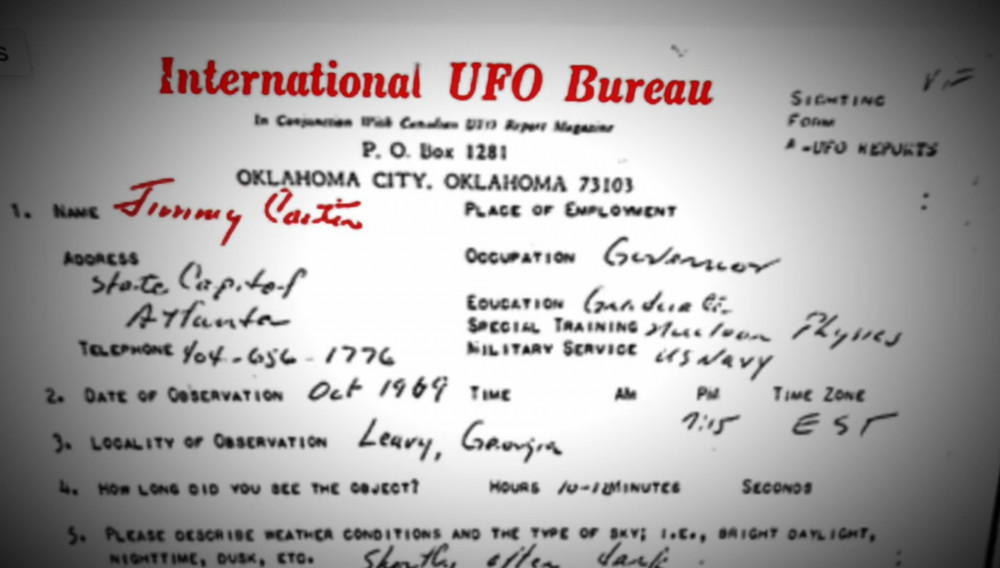 s
International UFO Bureau
In Conjunction With Canadian UFO Report Magazine
P. O. Box 1281
OKLAHOMA CITY, OKLAHOMA 73103
SIGHTING
FORM
A-UFO REPORTS
1. NAME Jimmy Carter PLACE OF EMPLOYMENT
ADDRESS OCCUPATION Governor
State Capitol
Atlanta EDUCATION Graduate
SPECIAL TRAINING Nuclear Physics
TELEPHONE 404-656-1776 MILITARY SERVICE US Navy
2. DATE OF OBSERVATION Oct 1969 TIME AM PM TIME ZONE
7:15 EST
3. LOCALITY OF OBSERVATION Leary, Georgia
4. HOW LONG DID YOU SEE THE OBJECT? HOURS 10-12 MINUTES SECONDS
5. PLEASE DESCRIBE WEATHER CONDITIONS AND THE TYPE OF SKY; I.E., BRIGHT DAYLIGHT,
NIGHTTIME, DUSK, ETC. Shortly after dark.